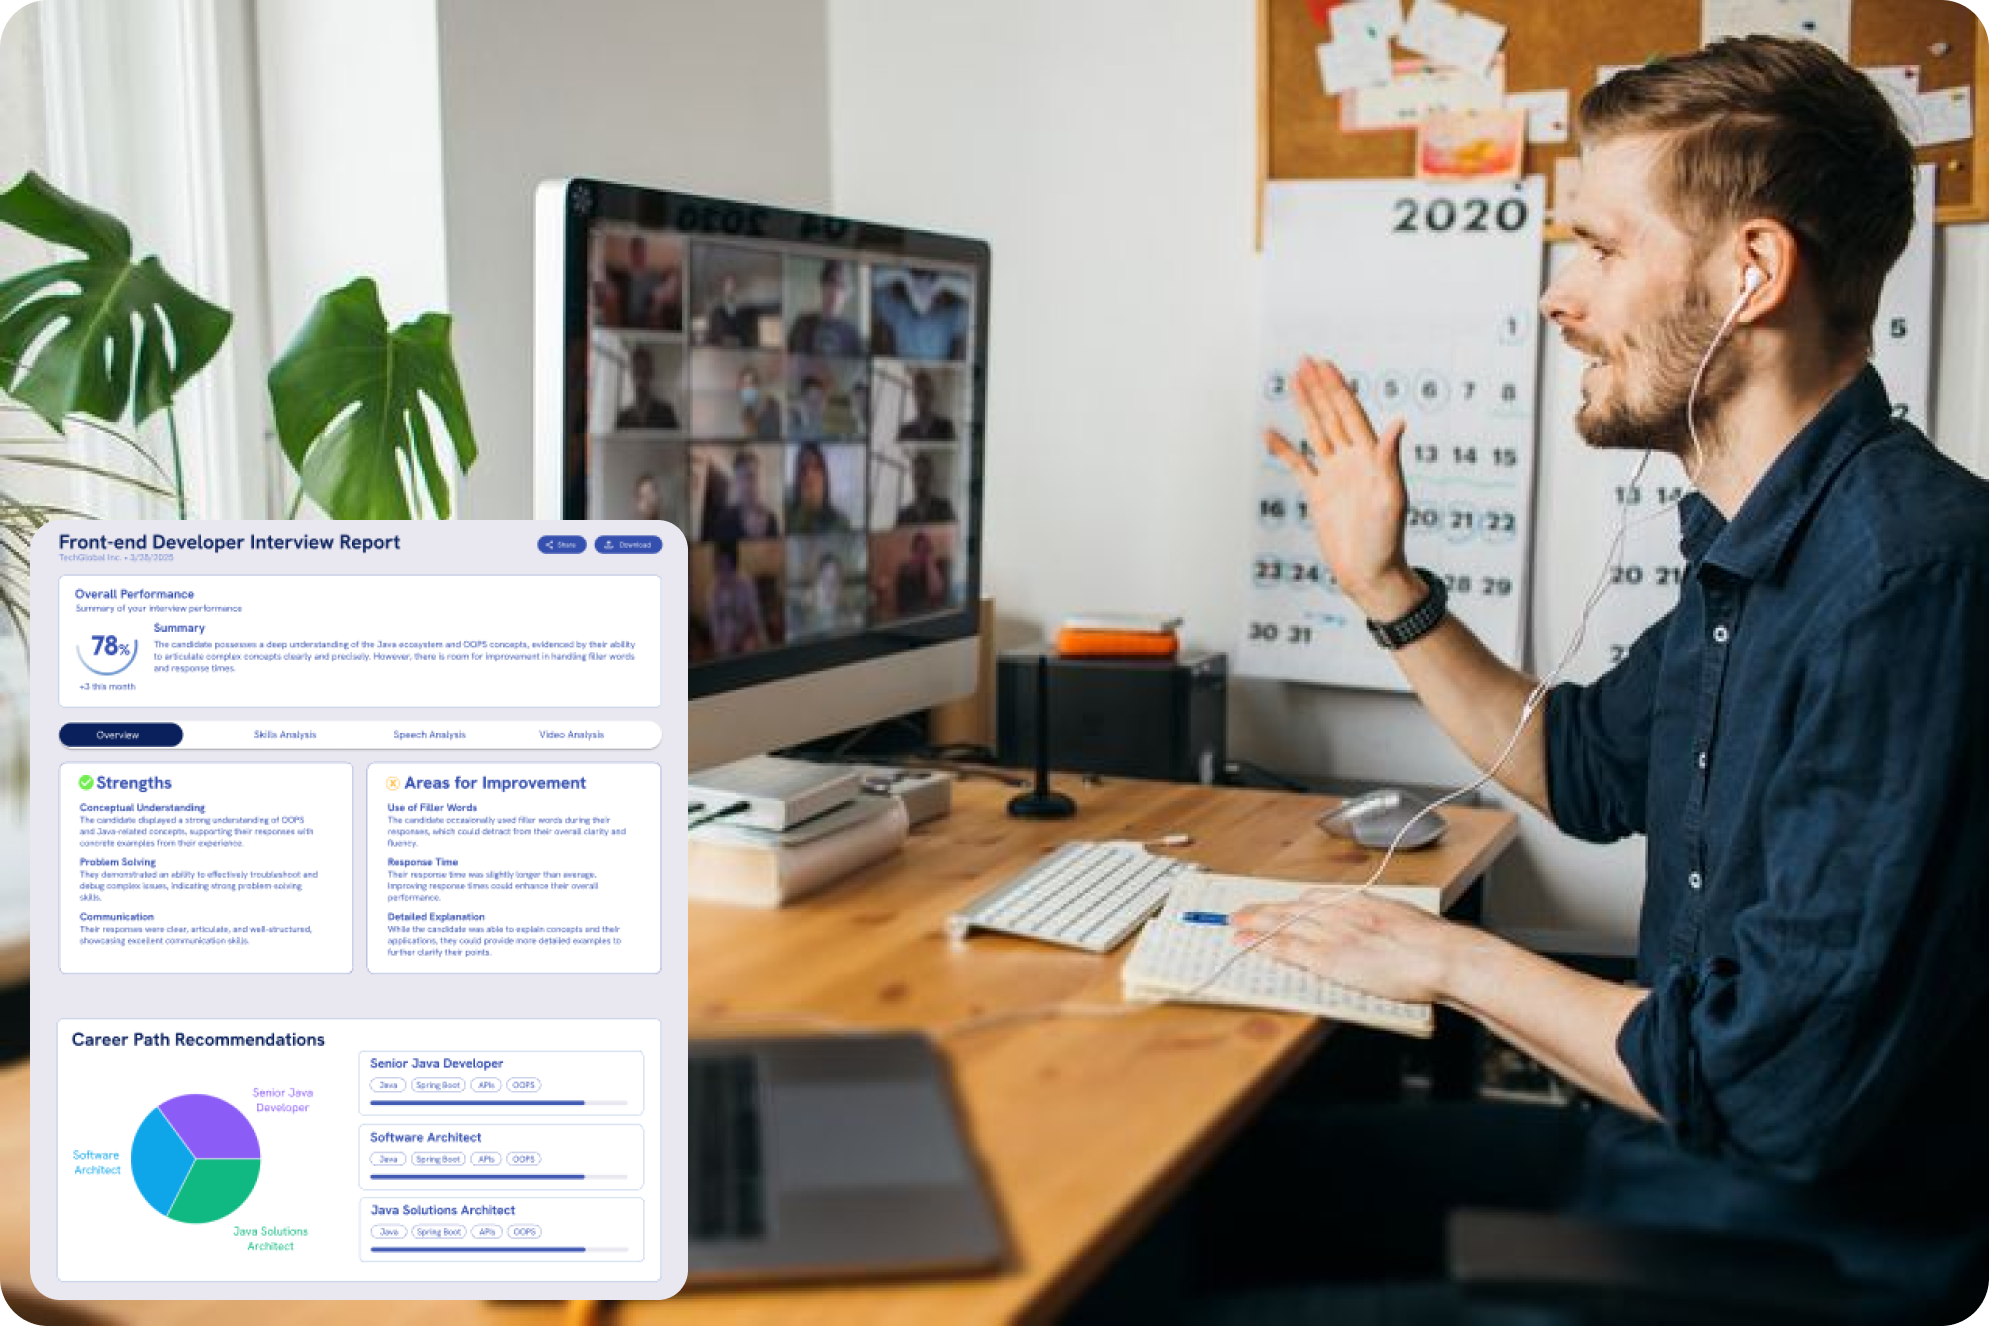 Front-end Developer Interview Report
TechGlobal Inc. • 3/28/2025
Share
Download
Overall Performance
Summary of your interview performance
78%
+3 this month
Summary
The candidate possesses a deep understanding of the Java ecosystem and OOPS concepts, evidenced by their ability
to articulate complex concepts clearly and precisely. However, there is room for improvement in handling filler words
and response times.
Overview
Skills Analysis
Speech Analysis
Video Analysis
Strengths
Conceptual Understanding
The candidate displayed a strong understanding of OOPS
and Java-related concepts, supporting their responses with
concrete examples from their experience.
Problem Solving
They demonstrated an ability to effectively troubleshoot and
debug complex issues, indicating strong problem-solving
skills.
Communication
Their responses were clear, articulate, and well-structured,
showcasing excellent communication skills.
Areas for Improvement
Use of Filler Words
The candidate occasionally used filler words during their
responses, which could detract from their overall clarity and
fluency.
Response Time
Their response time was slightly longer than average.
Improving response times could enhance their overall
performance.
Detailed Explanation
While the candidate was able to explain concepts and their
applications, they could provide more detailed examples to
further clarify their points.
Career Path Recommendations
Senior Java
Developer
Software
Architect
Java Solutions
Architect
Senior Java Developer
Java Spring Boot APIs OOPS
Software Architect
Java Spring Boot APIs OOPS
Java Solutions Architect
Java Spring Boot APIs OOPS
2020
1
2 5 6 7 8
13 14 15
16 20 21 22
23 24 28 29
30 31
5
13 14
20 21